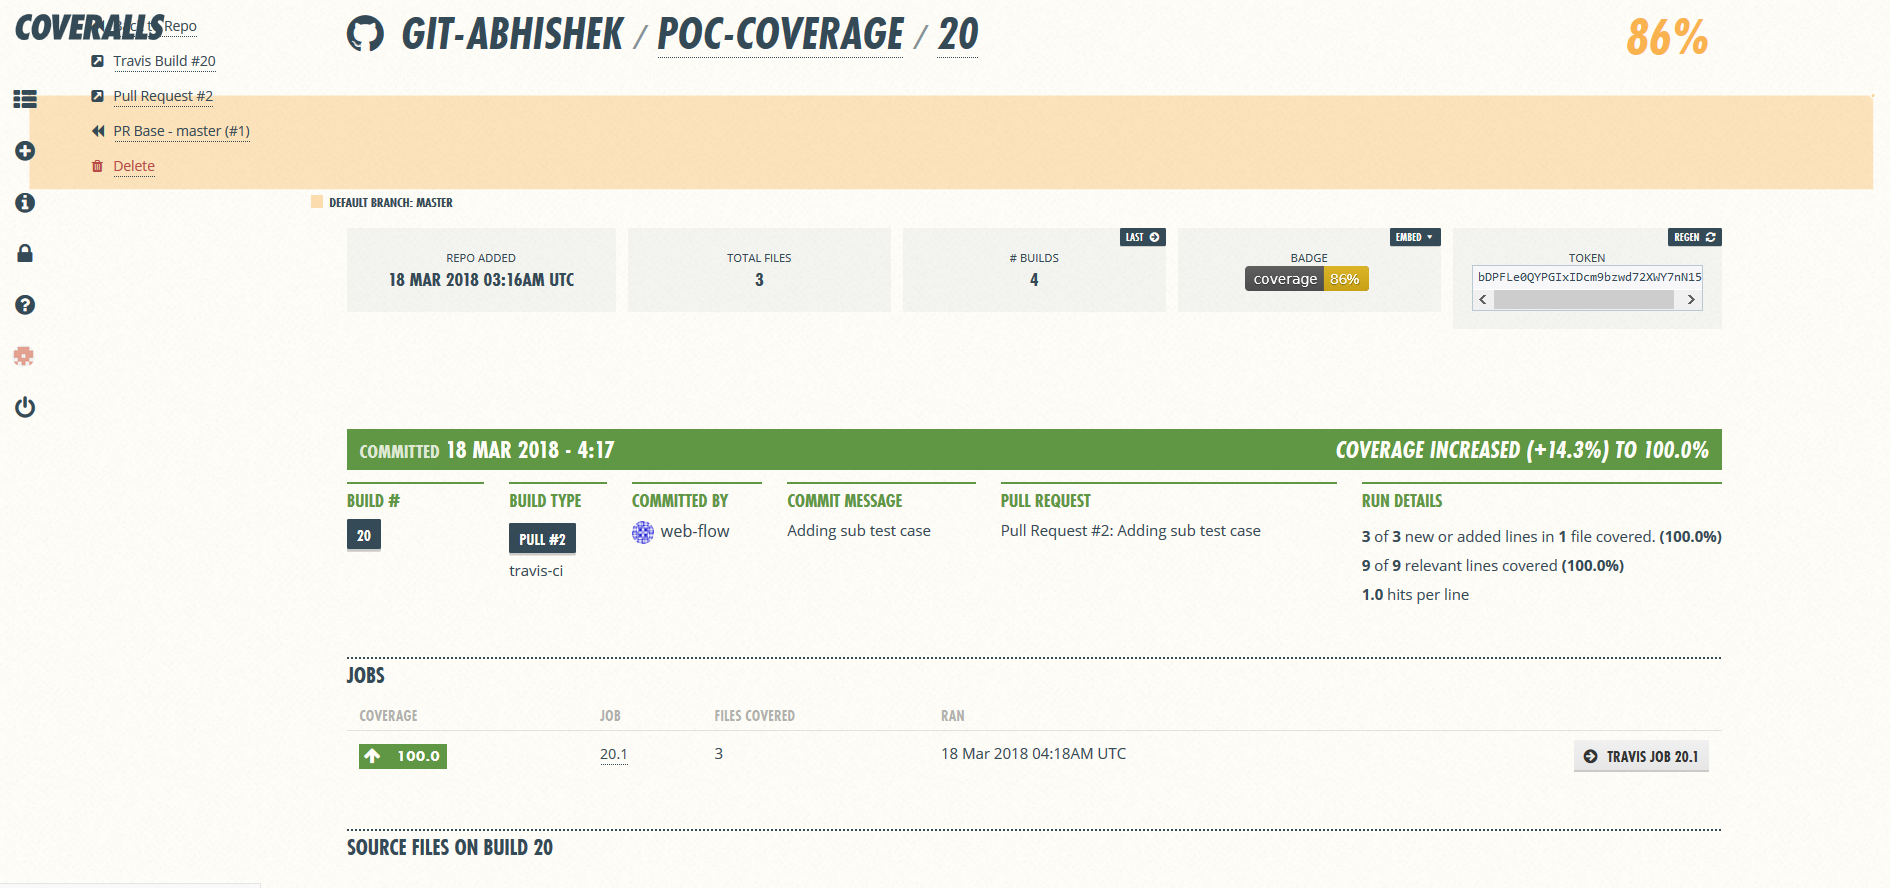 COVERALLS
Back to Repo
Travis Build #20
Pull Request #2
PR Base - master (#1)
Delete
GIT-ABHISHEK / POC-COVERAGE / 20
86%
DEFAULT BRANCH: MASTER
REPO ADDED
18 MAR 2018 03:16AM UTC
TOTAL FILES
3
LAST
# BUILDS
4
EMBED
BADGE
coverage 86%
REGEN
TOKEN
bDPFLe0QYPGIxIDcm9bzwd72XWY7nN15
COMMITTED 18 MAR 2018 - 4:17
COVERAGE INCREASED (+14.3%) TO 100.0%
BUILD #
20
BUILD TYPE
PULL #2
travis-ci
COMMITTED BY
web-flow
COMMIT MESSAGE
Adding sub test case
PULL REQUEST
Pull Request #2: Adding sub test case
RUN DETAILS
3 of 3 new or added lines in 1 file covered. (100.0%)
9 of 9 relevant lines covered (100.0%)
1.0 hits per line
JOBS
COVERAGE JOB FILES COVERED RAN
100.0 20.1 3 18 Mar 2018 04:18AM UTC TRAVIS JOB 20.1
SOURCE FILES ON BUILD 20